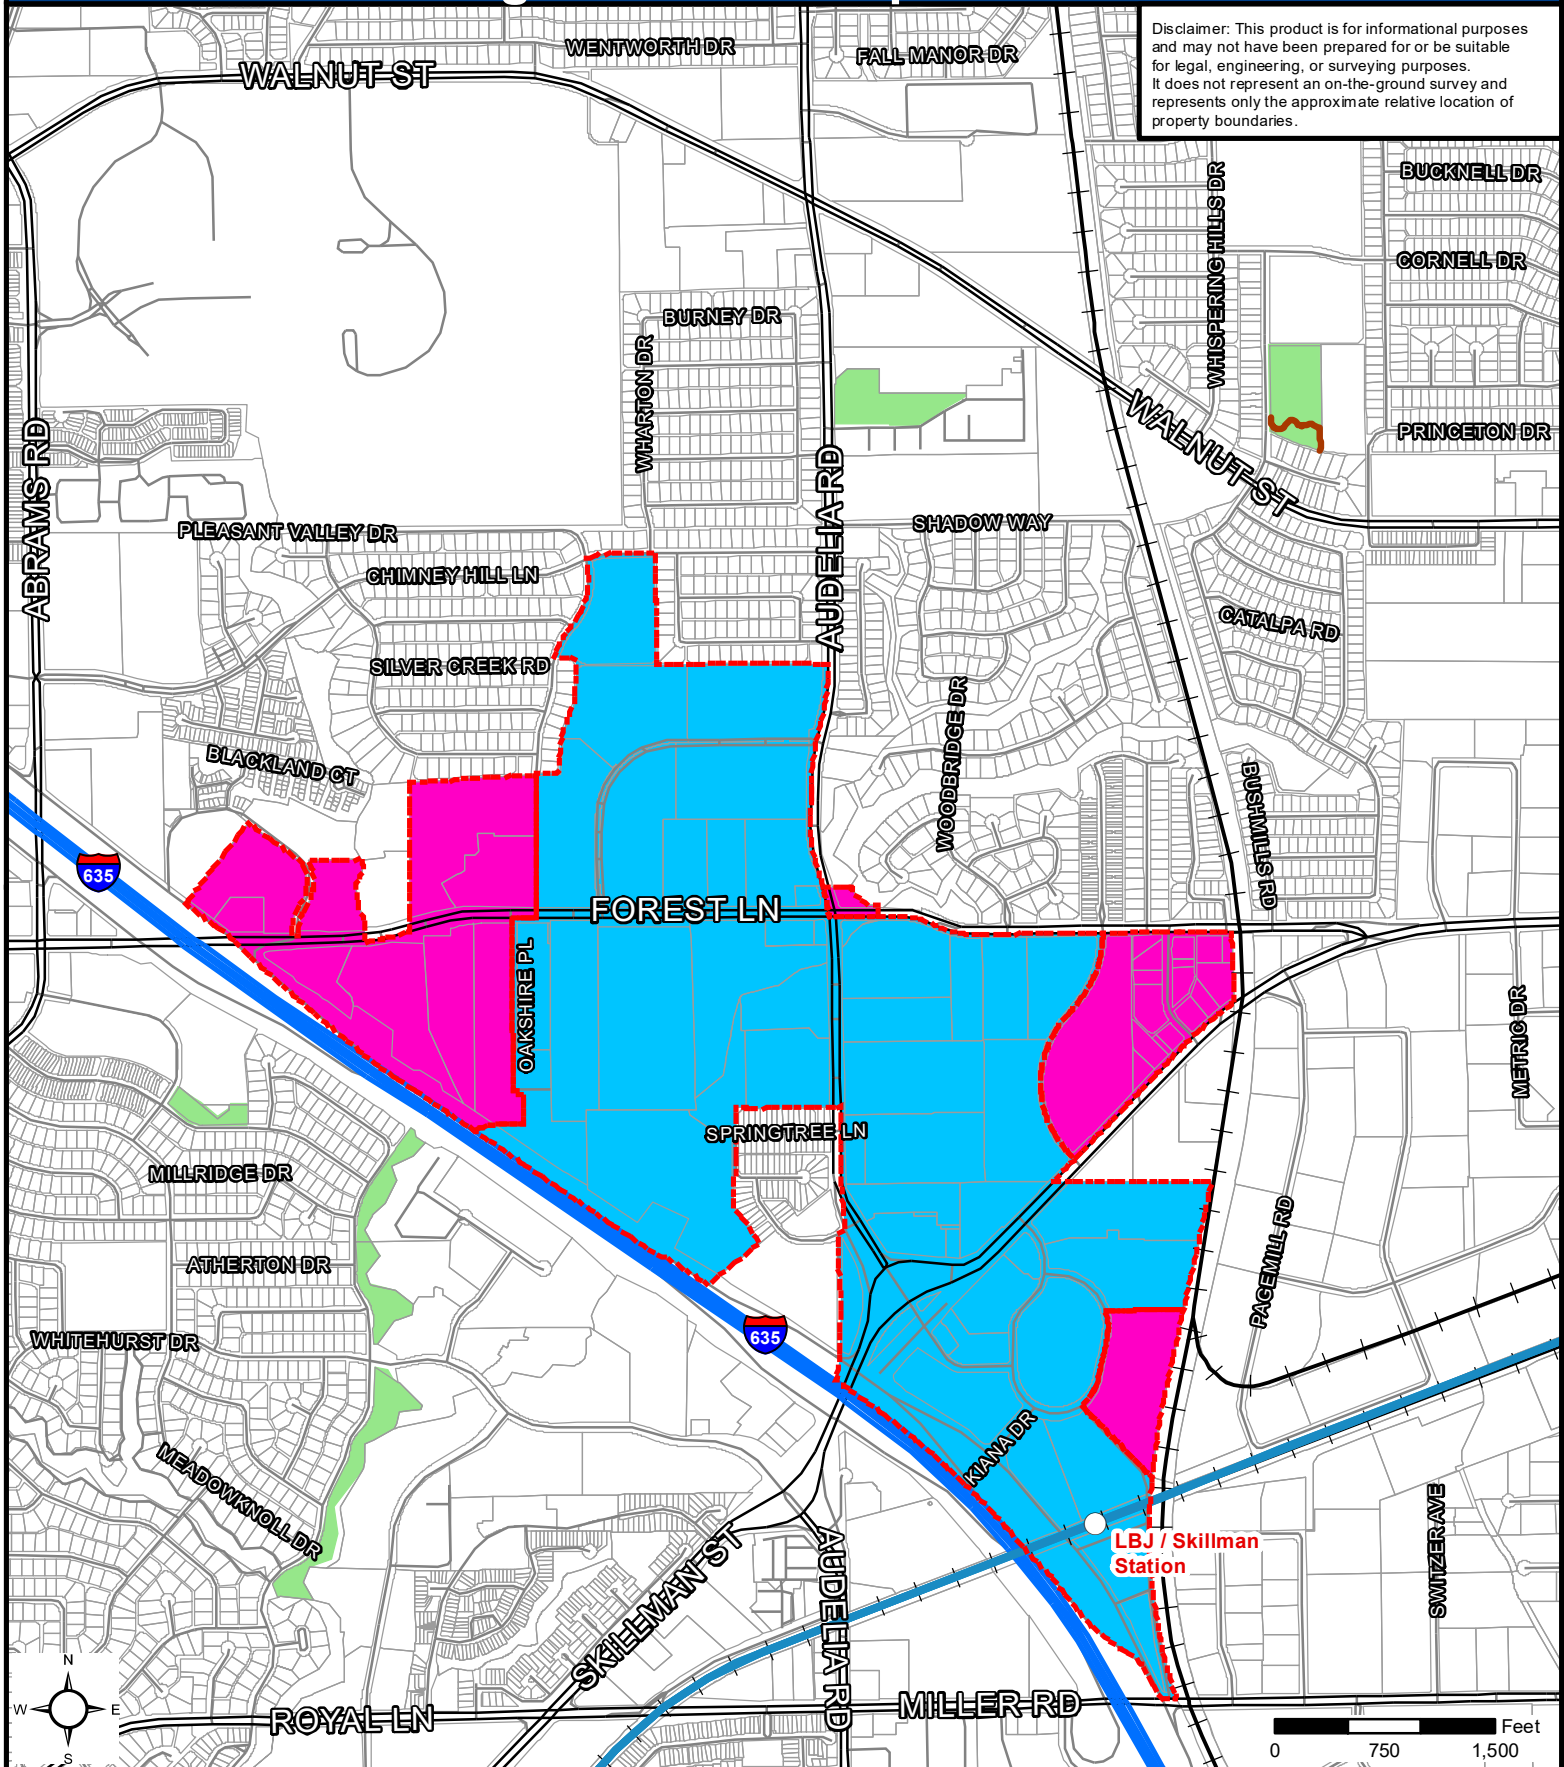 Disclaimer: This product is for informational purposes
and may not have been prepared for or be suitable
for legal, engineering, or surveying purposes.
It does not represent an on-the-ground survey and
represents only the approximate relative location of
property boundaries.
WENTWORTH DR
FALL MANOR DR
WALNUT ST
BUCKNELL DR
WHISPERING HILLS DR
CORNELL DR
BURNEY DR
WHARTON DR
WALNUT ST
PRINCETON DR
ABRAMS RD
AUDELIA RD
PLEASANT VALLEY DR
SHADOW WAY
CHIMNEY HILL LN
CATALPA RD
SILVER CREEK RD
WOODBRIDGE DR
BLACKLAND CT
BUSHMILLS RD
635
FOREST LN
OAKSHIRE PL
METRIC DR
SPRINGTREE LN
MILLRIDGE DR
PAGEMILL RD
ATHERTON DR
WHITEHURST DR
635
KIANA DR
MEADOWKNOLL DR
LBJ / Skillman
Station
SWITZER AVE
SKILLMAN ST
AUDELIA RD
N
W
E
S
ROYAL LN
MILLER RD
Feet
0
750
1,500